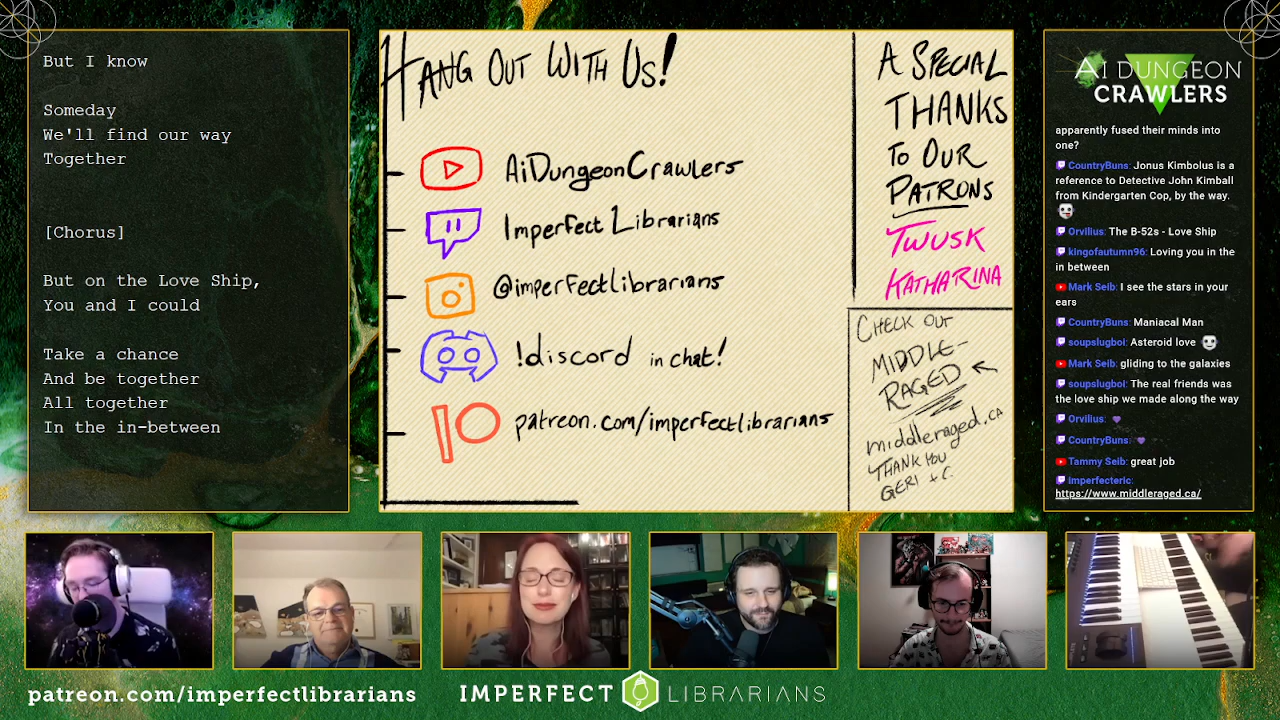 But I know
Someday
We'll find our way
Together
[Chorus]
But on the Love Ship,
You and I could
Take a chance
And be together
All together
In the in-between
HANG OUT WITH US!
AiDungeonCrawlers
Imperfect Librarians
@imperfectlibrarians
!discord in chat!
patreon.com/imperfectlibrarians
A SPECIAL
THANKS
To OUR
PATRONS
TWUSK
KATHARINA
CHECK OUT
MIDDLE-
RAGED
middleraged.ca
THANK YOU
GERI + C.
AI DUNGEON
CRAWLERS
apparently fused their minds into
one?
CountryBuns: Jonus Kimbolus is a
reference to Detective John Kimball
from Kindergarten Cop, by the way.
Orvilius: The B-52s - Love Ship
kingofautumn96: Loving you in the
in between
Mark Seib: I see the stars in your
ears
CountryBuns: Maniacal Man
soupslugboi: Asteroid love
Mark Seib: gliding to the galaxies
soupslugboi: The real friends was
the love ship we made along the way
Orvilius: 💜
CountryBuns: 💜
Tammy Seib: great job
imperfecteric:
https://www.middleraged.ca/
patreon.com/imperfectlibrarians
IMPERFECT LIBRARIANS